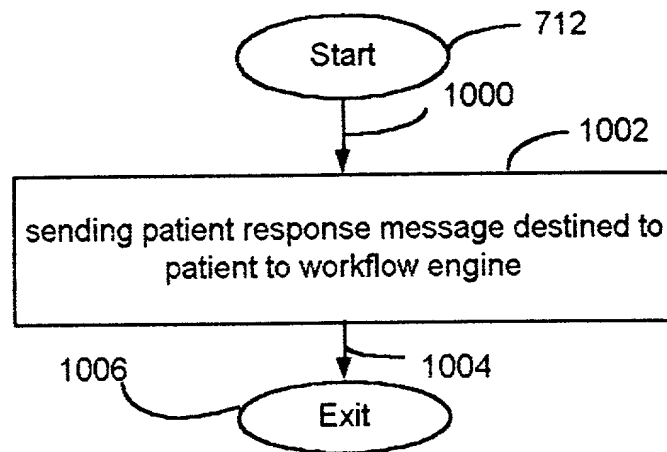 712
Start
1000
1002
sending patient response message destined to
patient to workflow engine
1004
1006
Exit